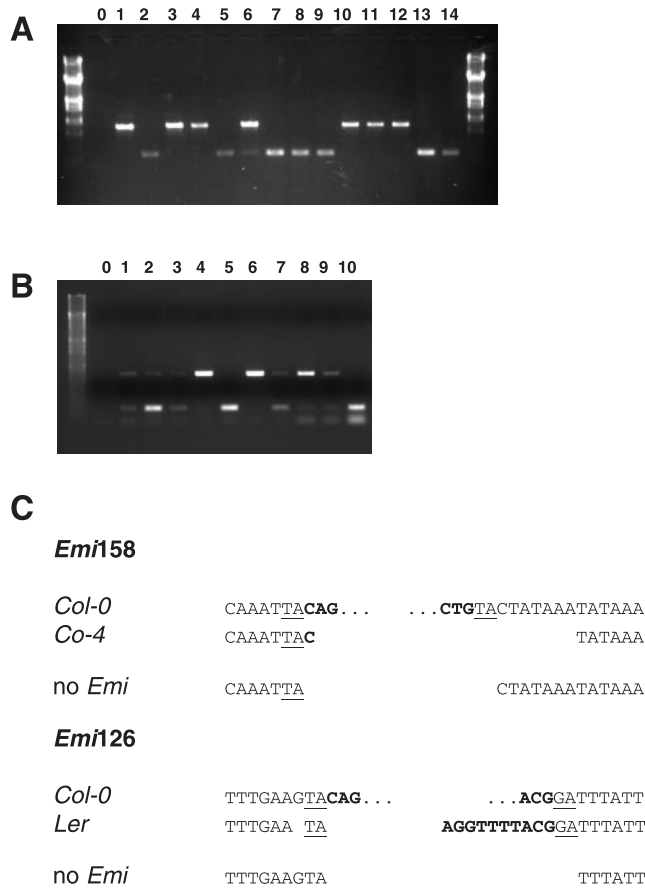 A
0 1 2 3 4 5 6 7 8 9 10 11 12 13 14
B
0 1 2 3 4 5 6 7 8 9 10
C
Emi158
Col-0 CAAATTACAG... ...CTGTACTATAAATATAAA
Co-4 CAAATTAC TATAAA
no Emi CAAATTA CTATAAATATAAA
Emi126
Col-0 TTTGAAGTACAG... ...ACGGATTTATT
Ler TTTGAA TA AGGTTTTACGGATTTATT
no Emi TTTGAAGTA TTTATT